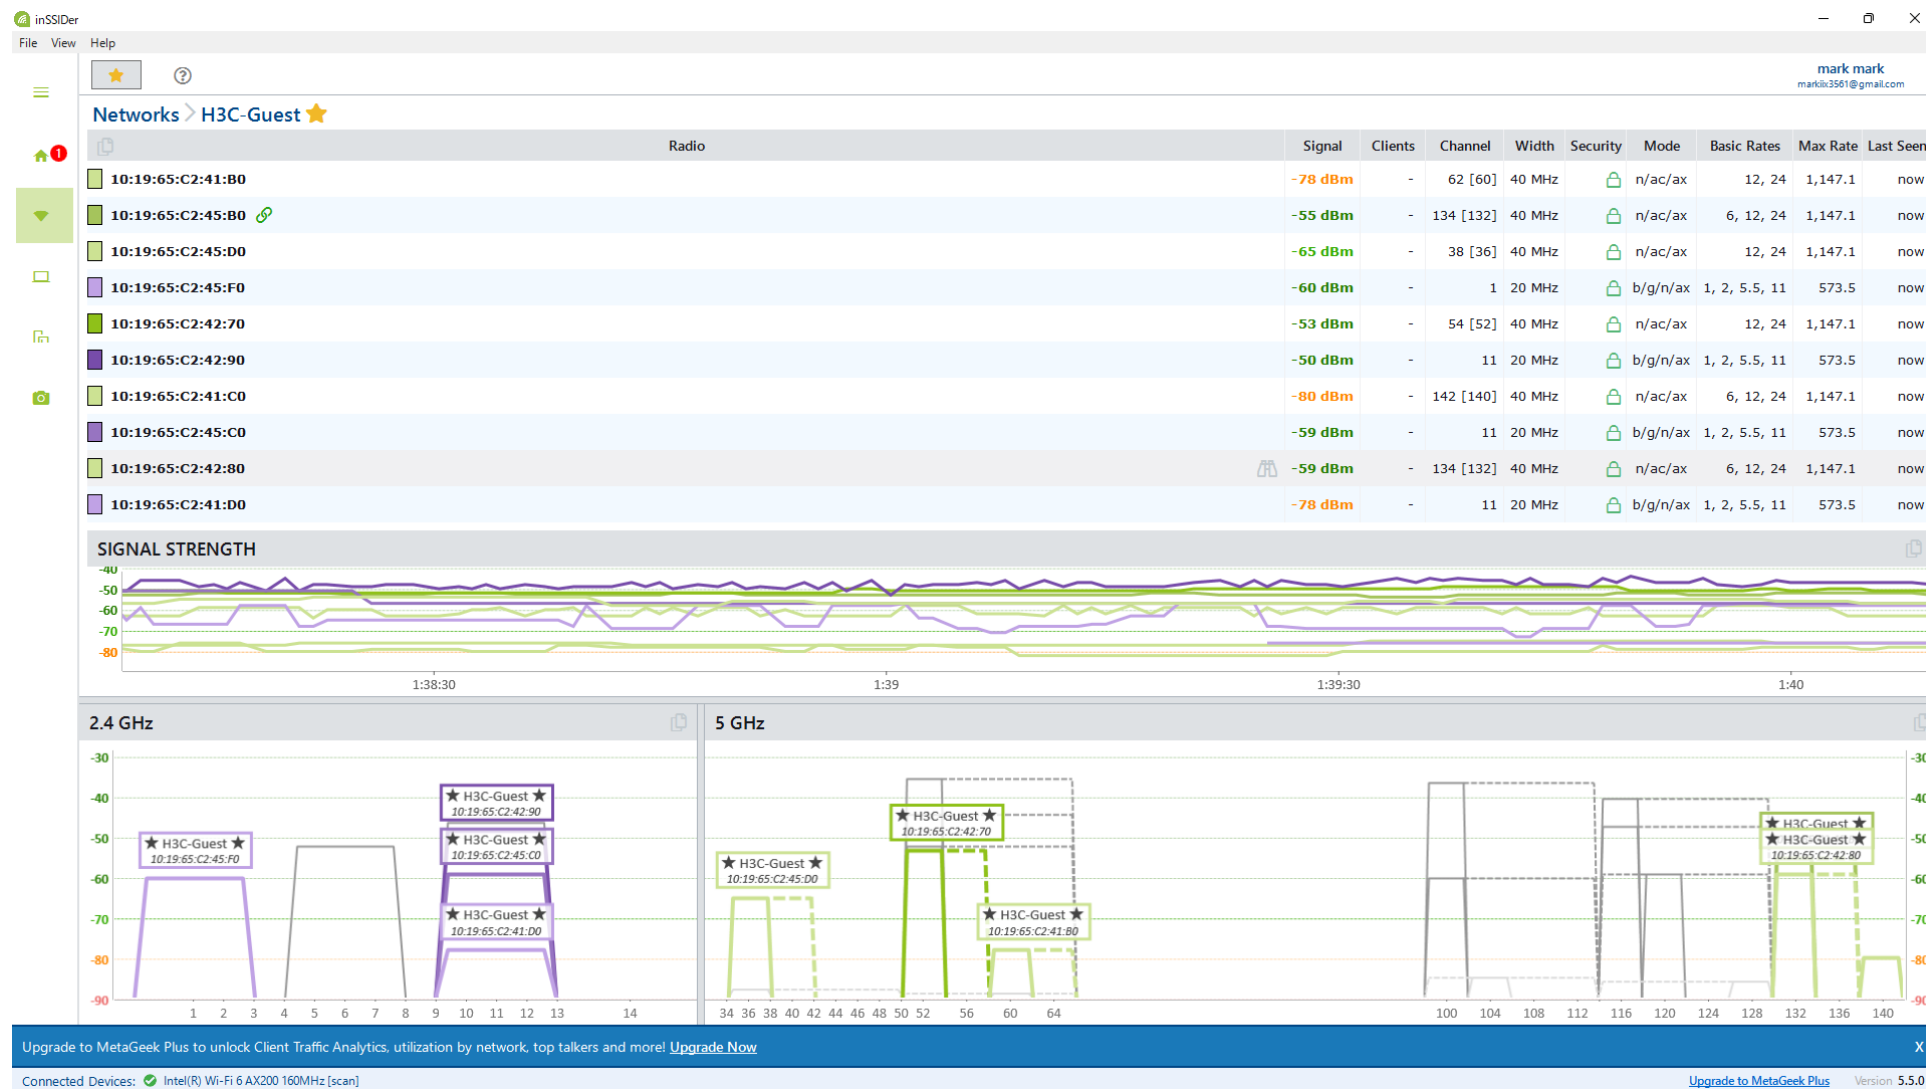 inSSIDer
File View Help
mark mark
markiix3561@gmail.com
1
Networks H3C-Guest
Radio Signal Clients Channel Width Security Mode Basic Rates Max Rate Last Seen
10:19:65:C2:41:B0 -78 dBm - 62 [60] 40 MHz n/ac/ax 12, 24 1,147.1 now
10:19:65:C2:45:B0 -55 dBm - 134 [132] 40 MHz n/ac/ax 6, 12, 24 1,147.1 now
10:19:65:C2:45:D0 -65 dBm - 38 [36] 40 MHz n/ac/ax 12, 24 1,147.1 now
10:19:65:C2:45:F0 -60 dBm - 1 20 MHz b/g/n/ax 1, 2, 5.5, 11 573.5 now
10:19:65:C2:42:70 -53 dBm - 54 [52] 40 MHz n/ac/ax 12, 24 1,147.1 now
10:19:65:C2:42:90 -50 dBm - 11 20 MHz b/g/n/ax 1, 2, 5.5, 11 573.5 now
10:19:65:C2:41:C0 -80 dBm - 142 [140] 40 MHz n/ac/ax 6, 12, 24 1,147.1 now
10:19:65:C2:45:C0 -59 dBm - 11 20 MHz b/g/n/ax 1, 2, 5.5, 11 573.5 now
10:19:65:C2:42:80 -59 dBm - 134 [132] 40 MHz n/ac/ax 6, 12, 24 1,147.1 now
10:19:65:C2:41:D0 -78 dBm - 11 20 MHz b/g/n/ax 1, 2, 5.5, 11 573.5 now
SIGNAL STRENGTH
-40
-50
-60
-70
-80
1:38:30 1:39 1:39:30 1:40
2.4 GHz
-30
-40
-50
-60
-70
-80
-90
★ H3C-Guest ★
10:19:65:C2:45:F0
★ H3C-Guest ★
10:19:65:C2:42:90
★ H3C-Guest ★
10:19:65:C2:45:C0
★ H3C-Guest ★
10:19:65:C2:41:D0
1 2 3 4 5 6 7 8 9 10 11 12 13 14
5 GHz
★ H3C-Guest ★
10:19:65:C2:45:D0
★ H3C-Guest ★
10:19:65:C2:42:70
★ H3C-Guest ★
10:19:65:C2:41:B0
★ H3C-Guest ★
★ H3C-Guest ★
10:19:65:C2:42:80
-30
-40
-50
-60
-70
-80
-90
34 36 38 40 42 44 46 48 50 52 56 60 64 100 104 108 112 116 120 124 128 132 136 140
Upgrade to MetaGeek Plus to unlock Client Traffic Analytics, utilization by network, top talkers and more! Upgrade Now X
Connected Devices: Intel(R) Wi-Fi 6 AX200 160MHz [scan] Upgrade to MetaGeek Plus Version 5.5.0